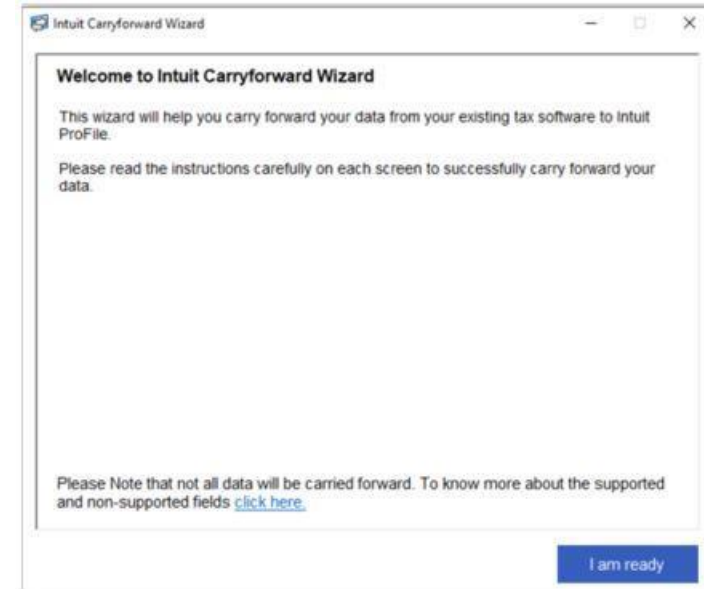 Intuit Carryforward Wizard
Welcome to Intuit Carryforward Wizard
This wizard will help you carry forward your data from your existing tax software to Intuit
ProFile.
Please read the instructions carefully on each screen to successfully carry forward your
data.
Please Note that not all data will be carried forward. To know more about the supported
and non-supported fields click here.
I am ready